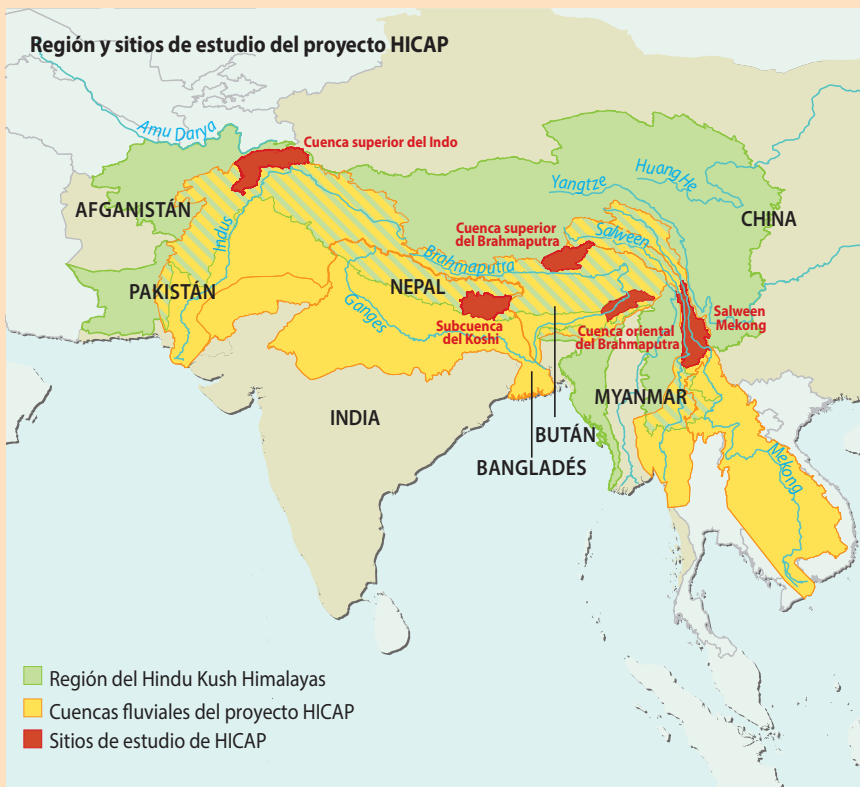 Región y sitios de estudio del proyecto HICAP
Amu Darya
Cuenca superior del Indo
Huang He
Yangtze
AFGANISTÁN
CHINA
Cuenca superior
del Brahmaputra
Salween
Indus
Brahmaputra
PAKISTÁN
NEPAL
Ganges
Subcuenca
del Koshi
Cuenca oriental
del Brahmaputra
Salween
Mekong
MYANMAR
INDIA
BUTÁN
BANGLADÉS
Mekong
Región del Hindu Kush Himalayas
Cuencas fluviales del proyecto HICAP
Sitios de estudio de HICAP